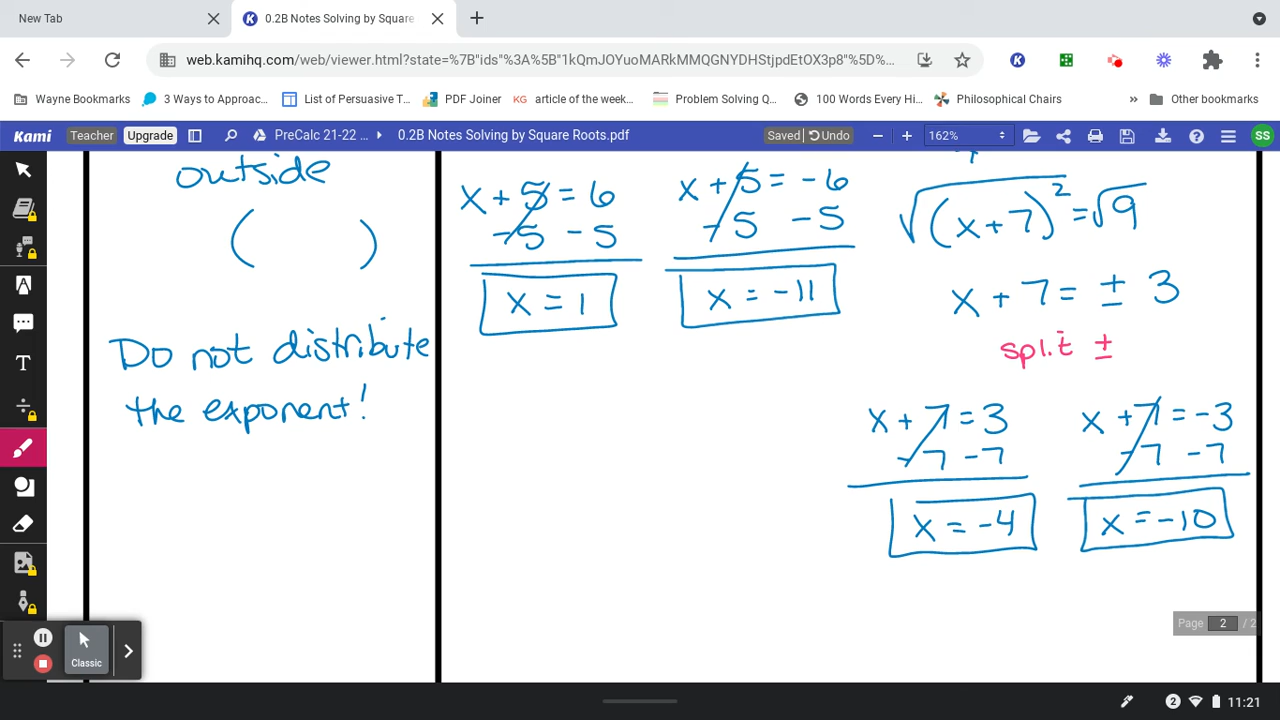 New Tab
0.2B Notes Solving by Square
web.kamihq.com/web/viewer.html?state=%7B"ids"%3A%5B"1kQmJOYuoMARkMMQGNYDHStjpdEtOX3p8"%5D%...
Wayne Bookmarks
3 Ways to Approac...
List of Persuasive T...
PDF Joiner
KG article of the week...
Problem Solving Q...
100 Words Every Hi...
Philosophical Chairs
»
Other bookmarks
Kami Teacher Upgrade PreCalc 21-22 ... 0.2B Notes Solving by Square Roots.pdf Saved Undo 162% SS
outside
( )
Do not distribute
the exponent!
x + 5 = 6
-5 -5
x = 1
x + 5 = -6
-5 -5
x = -11
√(x+7)² = √9
x + 7 = ± 3
split ±
x + 7 = 3
-7 -7
x = -4
x + 7 = -3
-7 -7
x = -10
Page 2 / 2
Classic
2 11:21